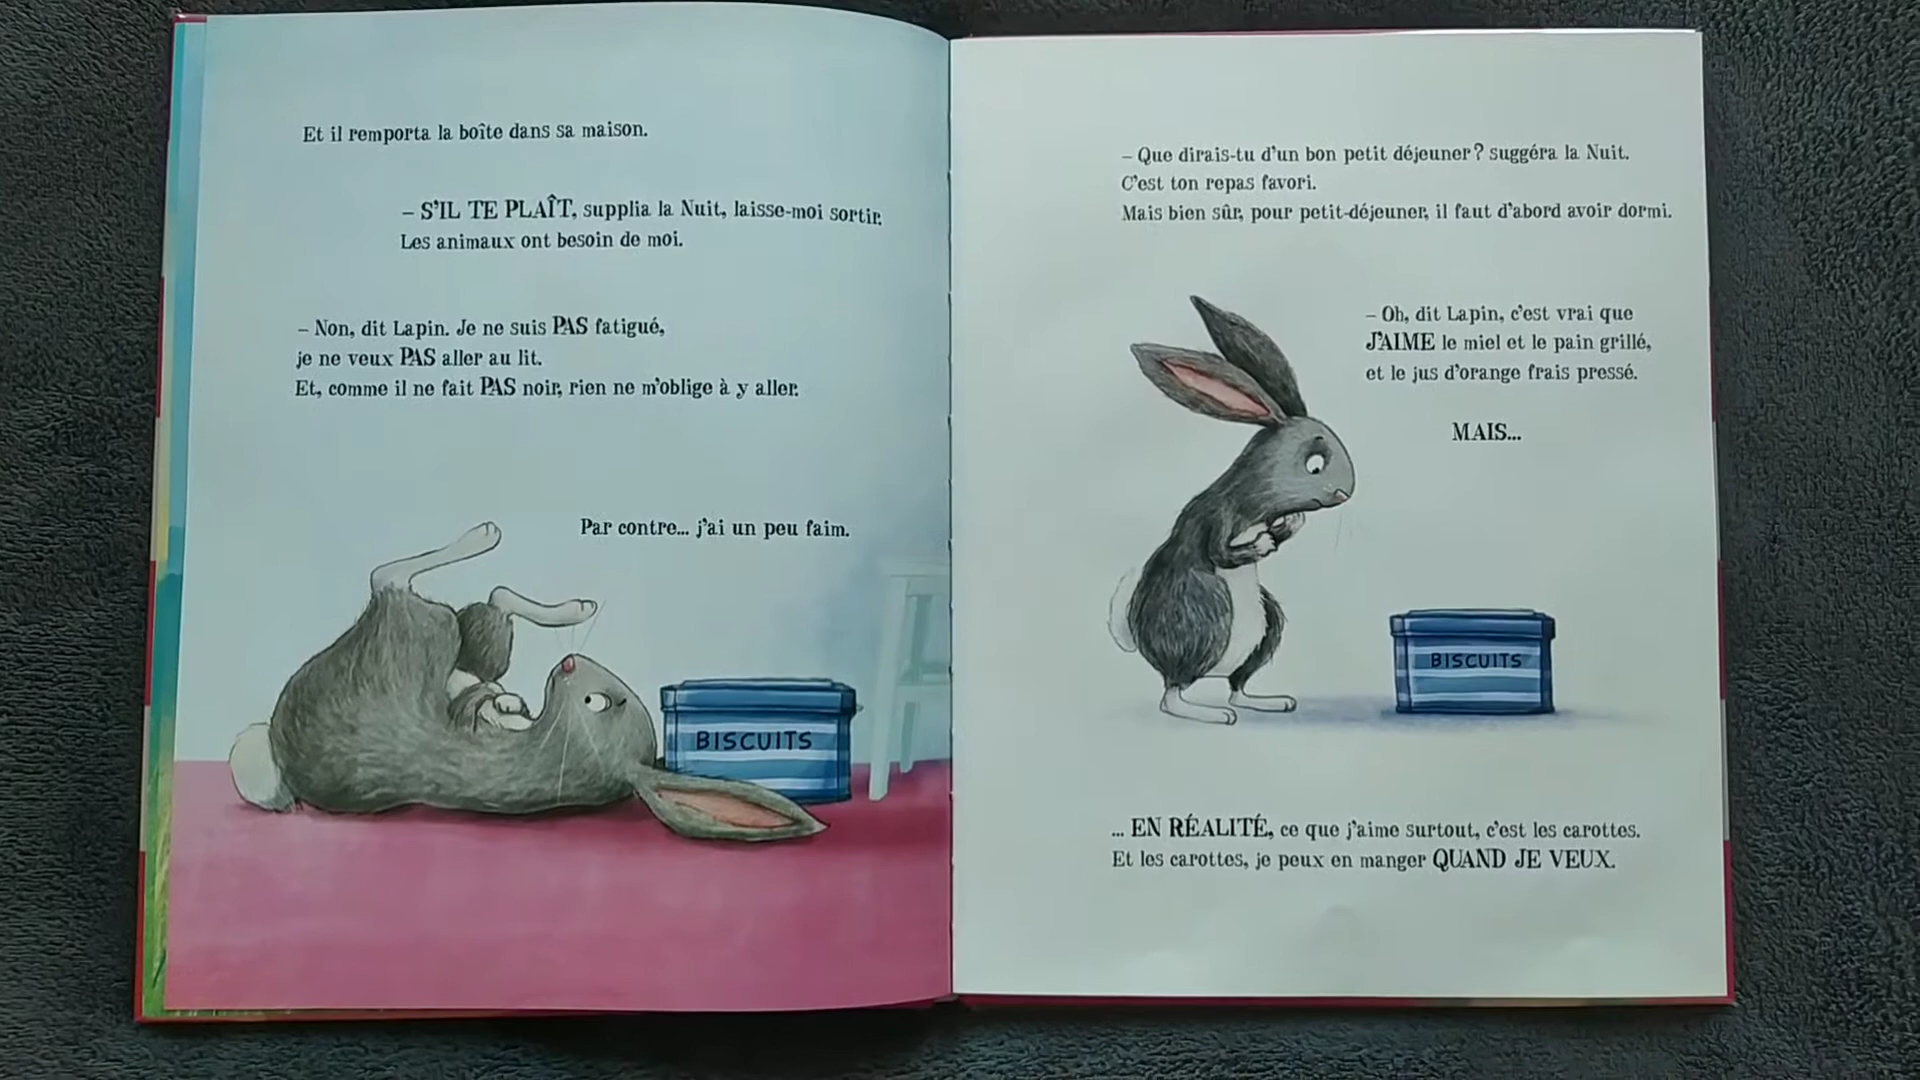 Et il remporta la boîte dans sa maison.
– S'IL TE PLAÎT, supplia la Nuit, laisse-moi sortir.
Les animaux ont besoin de moi.
– Non, dit Lapin. Je ne suis PAS fatigué,
je ne veux PAS aller au lit.
Et, comme il ne fait PAS noir, rien ne m'oblige à y aller.
Par contre... j'ai un peu faim.
BISCUITS
– Que dirais-tu d'un bon petit déjeuner ? suggéra la Nuit.
C'est ton repas favori.
Mais bien sûr, pour petit-déjeuner, il faut d'abord avoir dormi.
– Oh, dit Lapin, c'est vrai que
J'AIME le miel et le pain grillé,
et le jus d'orange frais pressé.
MAIS...
BISCUITS
... EN RÉALITÉ, ce que j'aime surtout, c'est les carottes.
Et les carottes, je peux en manger QUAND JE VEUX.